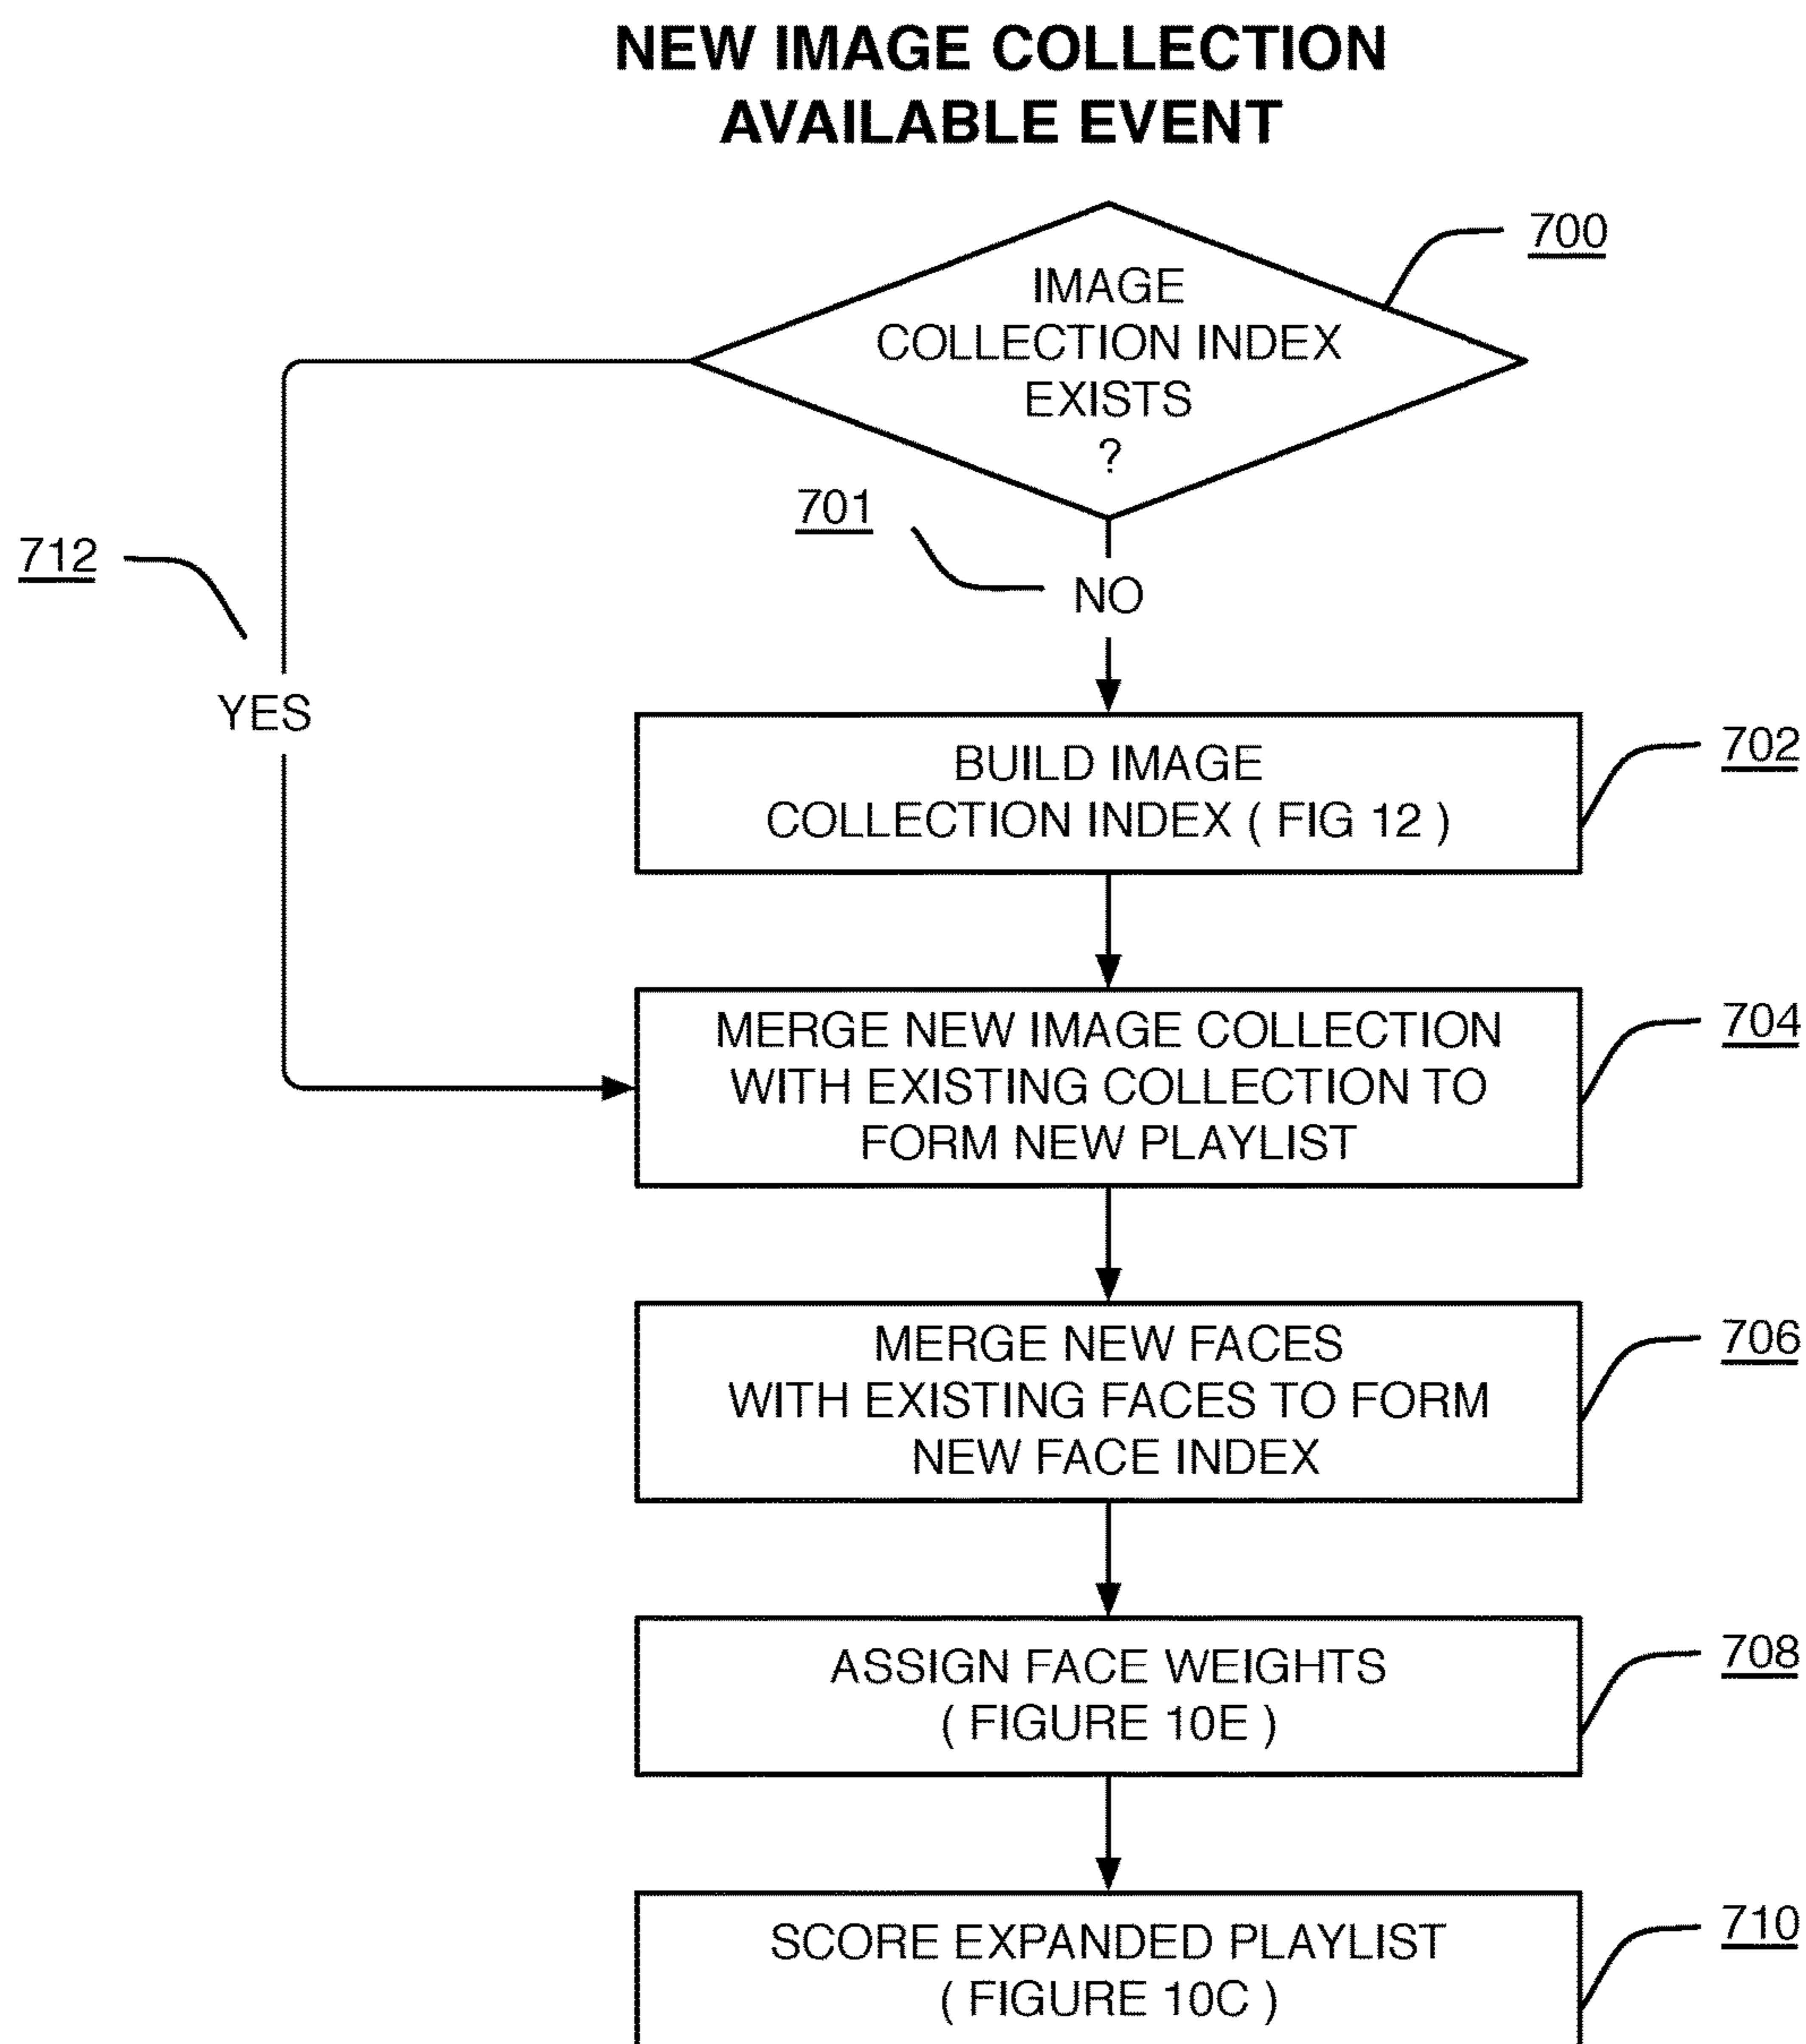 NEW IMAGE COLLECTION
AVAILABLE EVENT
700
IMAGE
COLLECTION INDEX
EXISTS
?
701
712
NO
YES
702
BUILD IMAGE
COLLECTION INDEX ( FIG 12 )
704
MERGE NEW IMAGE COLLECTION
WITH EXISTING COLLECTION TO
FORM NEW PLAYLIST
706
MERGE NEW FACES
WITH EXISTING FACES TO FORM
NEW FACE INDEX
708
ASSIGN FACE WEIGHTS
( FIGURE 10E )
710
SCORE EXPANDED PLAYLIST
( FIGURE 10C )